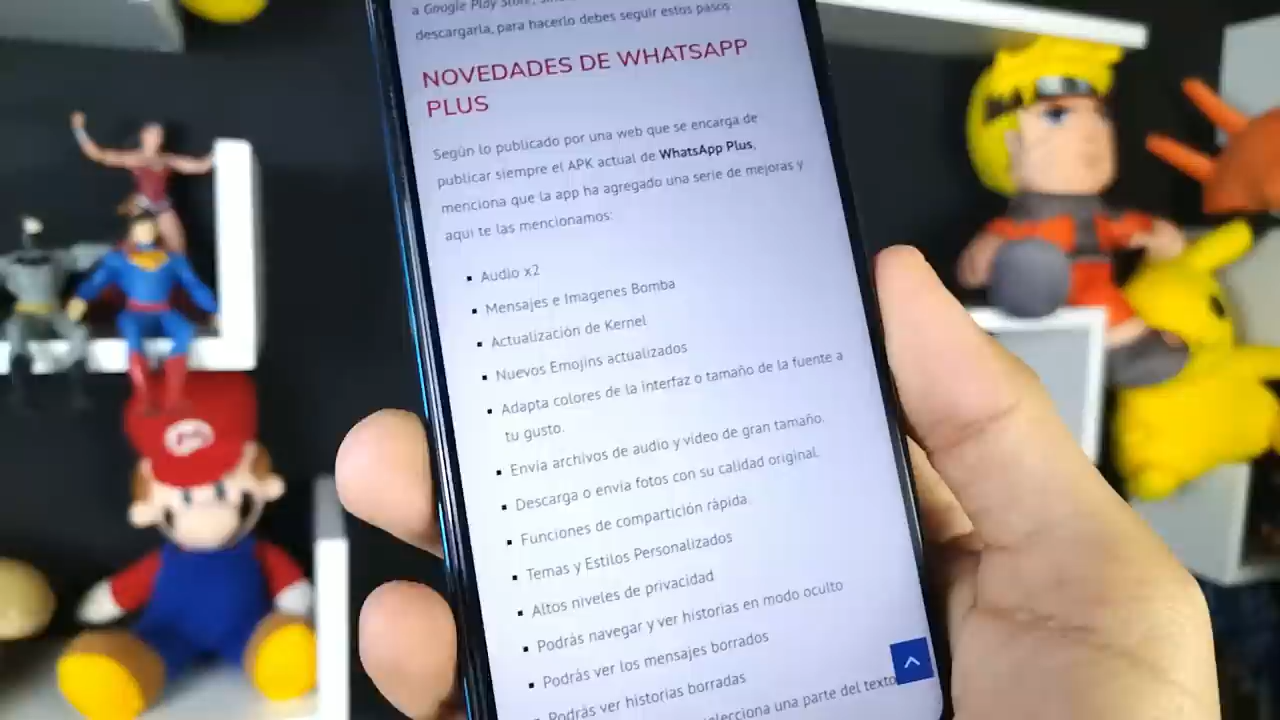 a Google Play Store,
descargarla, para hacerlo debes seguir estos pasos
NOVEDADES DE WHATSAPP
PLUS
Según lo publicado por una web que se encarga de
publicar siempre el APK actual de WhatsApp Plus,
menciona que la app ha agregado una serie de mejoras y
aquí te las mencionamos:
Audio x2
Mensajes e Imagenes Bomba
Actualización de Kernel
Nuevos Emojins actualizados
Adapta colores de la interfaz o tamaño de la fuente a
tu gusto.
Envia archivos de audio y video de gran tamaño.
Descarga o envia fotos con su calidad original.
Funciones de compartición rápida
Temas y Estilos Personalizados
Altos niveles de privacidad
Podrás navegar y ver historias en modo oculto
Podrás ver los mensajes borrados
Podrás ver historias borradas
selecciona una parte del texto
M